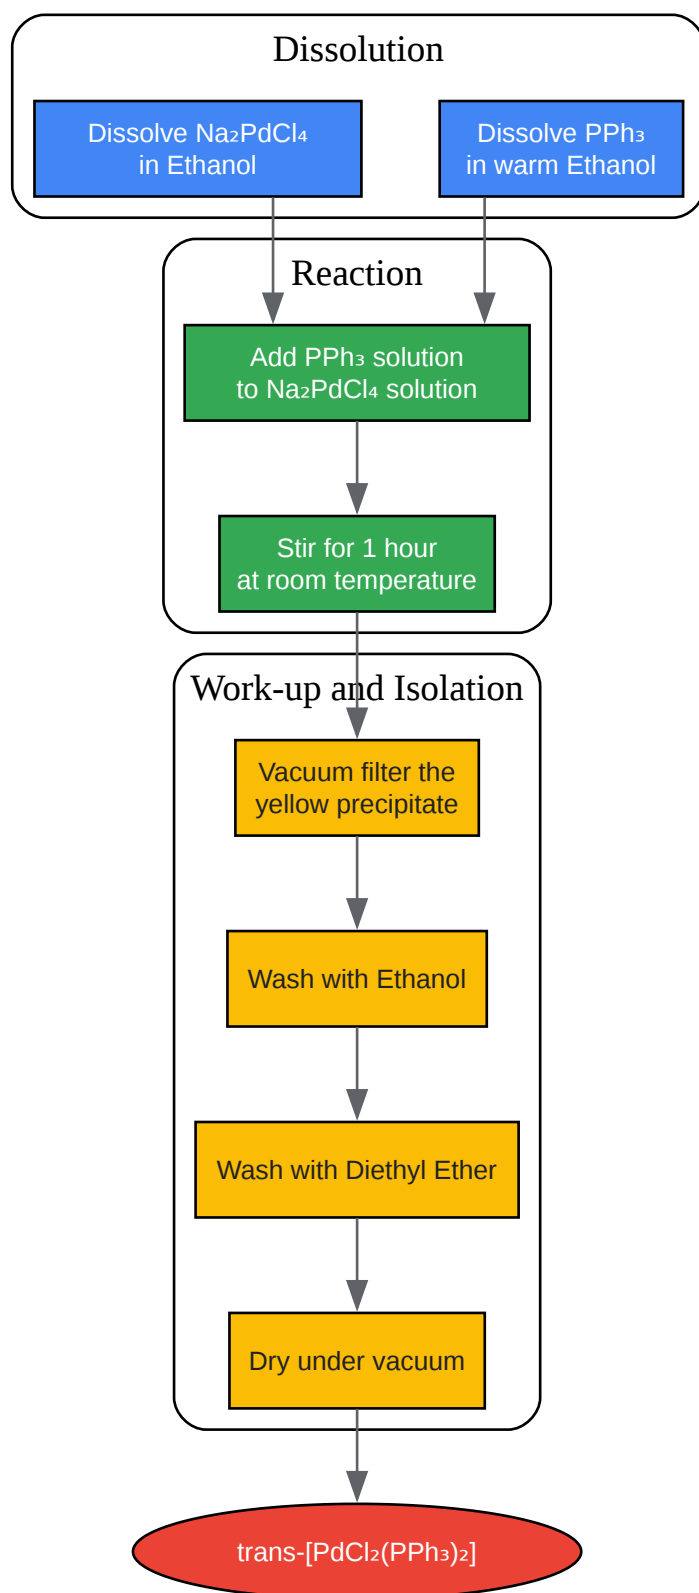 Dissolution
Dissolve Na₂PdCl₄
in Ethanol
Dissolve PPh₃
in warm Ethanol
Reaction
Add PPh₃ solution
to Na₂PdCl₄ solution
Stir for 1 hour
at room temperature
Work-up and Isolation
Vacuum filter the
yellow precipitate
Wash with Ethanol
Wash with Diethyl Ether
Dry under vacuum
trans-[PdCl₂(PPh₃)₂]